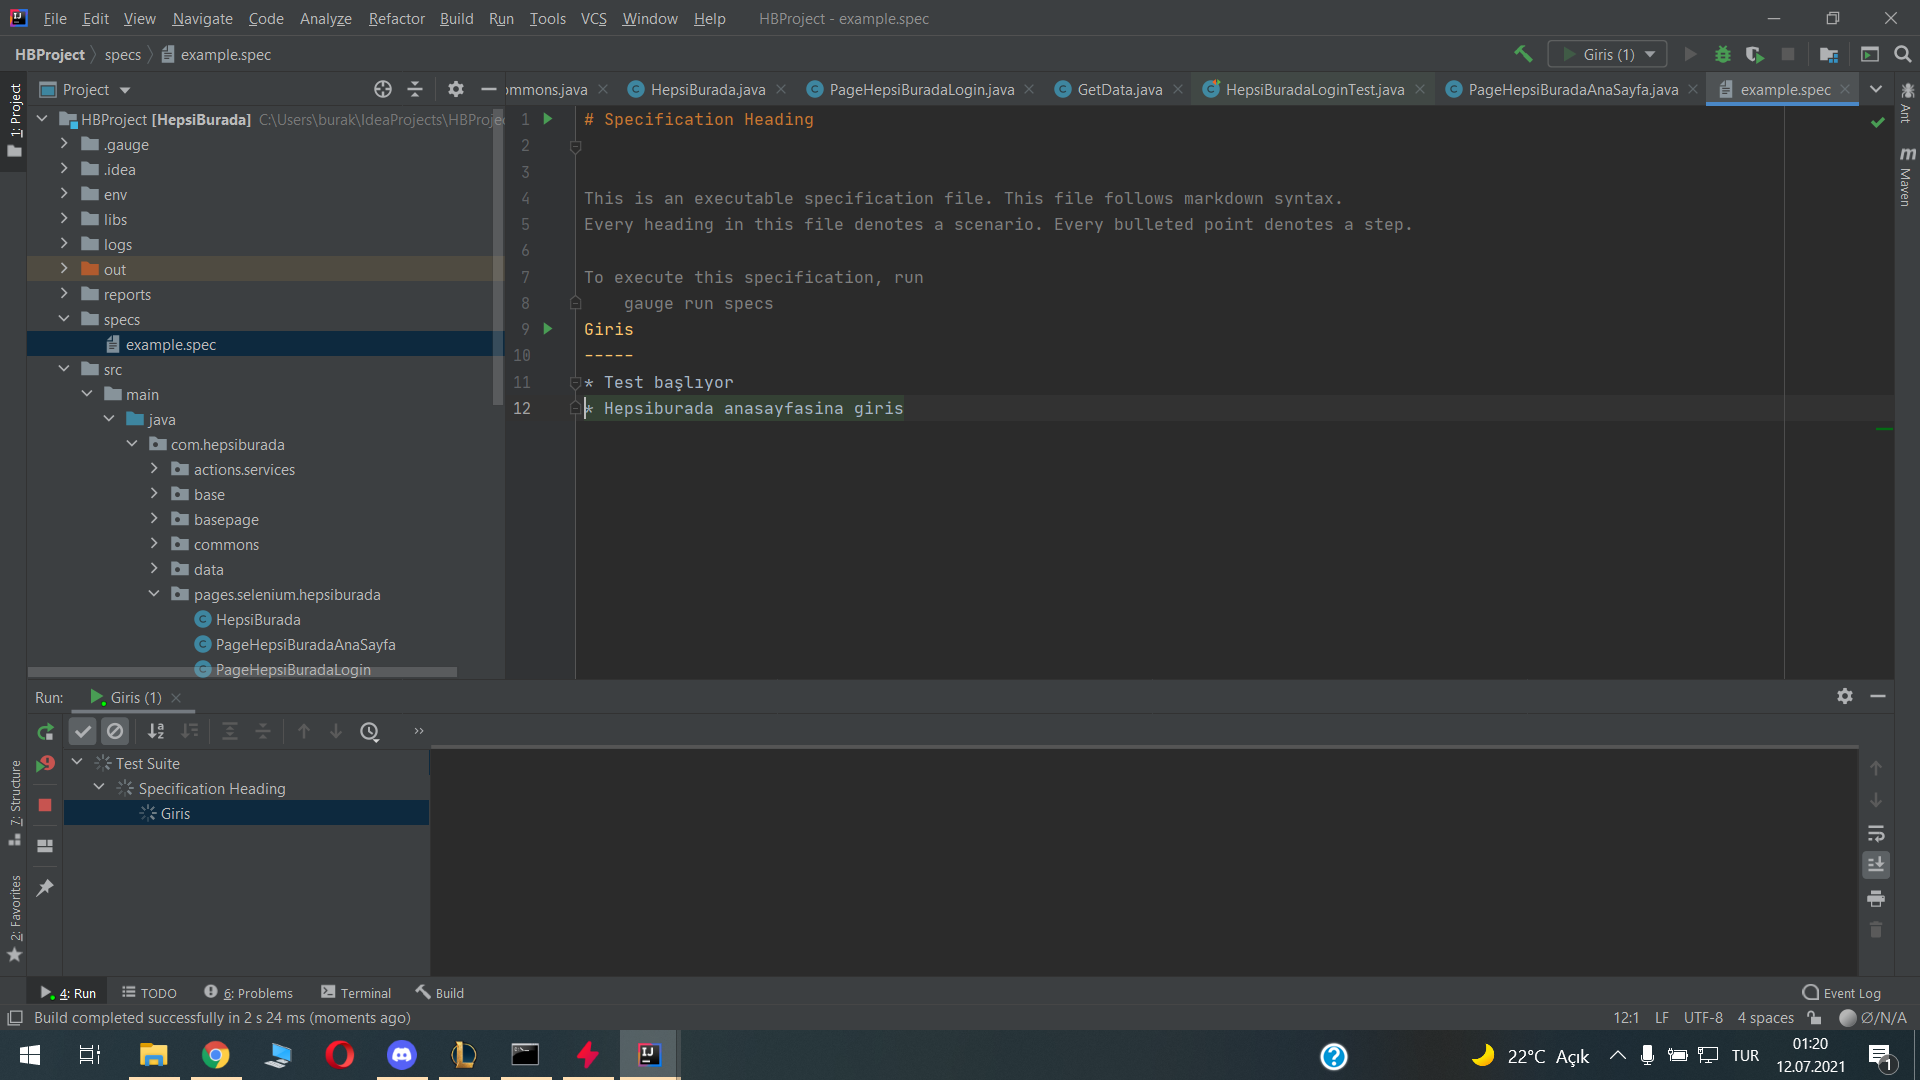 File Edit View Navigate Code Analyze Refactor Build Run Tools VCS Window Help HBProject - example.spec
HBProject specs example.spec Giris (1)
1: Project
Project
ommons.java HepsiBurada.java PageHepsiBuradaLogin.java GetData.java HepsiBuradaLoginTest.java PageHepsiBuradaAnaSayfa.java example.spec
HBProject [HepsiBurada] C:\Users\burak\IdeaProjects\HBProje
.gauge
.idea
env
libs
logs
out
reports
specs
example.spec
src
main
java
com.hepsiburada
actions.services
base
basepage
commons
data
pages.selenium.hepsiburada
HepsiBurada
PageHepsiBuradaAnaSayfa
PageHepsiBuradaLogin
1 # Specification Heading
2
3
4 This is an executable specification file. This file follows markdown syntax.
5 Every heading in this file denotes a scenario. Every bulleted point denotes a step.
6
7 To execute this specification, run
8 gauge run specs
9 Giris
10 -----
11 * Test başlıyor
12 * Hepsiburada anasayfasina giris
Ant
m Maven
Run: Giris (1)
Test Suite
Specification Heading
Giris
7: Structure
2: Favorites
4: Run TODO 6: Problems Terminal Build Event Log
Build completed successfully in 2 s 24 ms (moments ago) 12:1 LF UTF-8 4 spaces Ø/N/A
22°C Açık TUR 01:20
12.07.2021
1